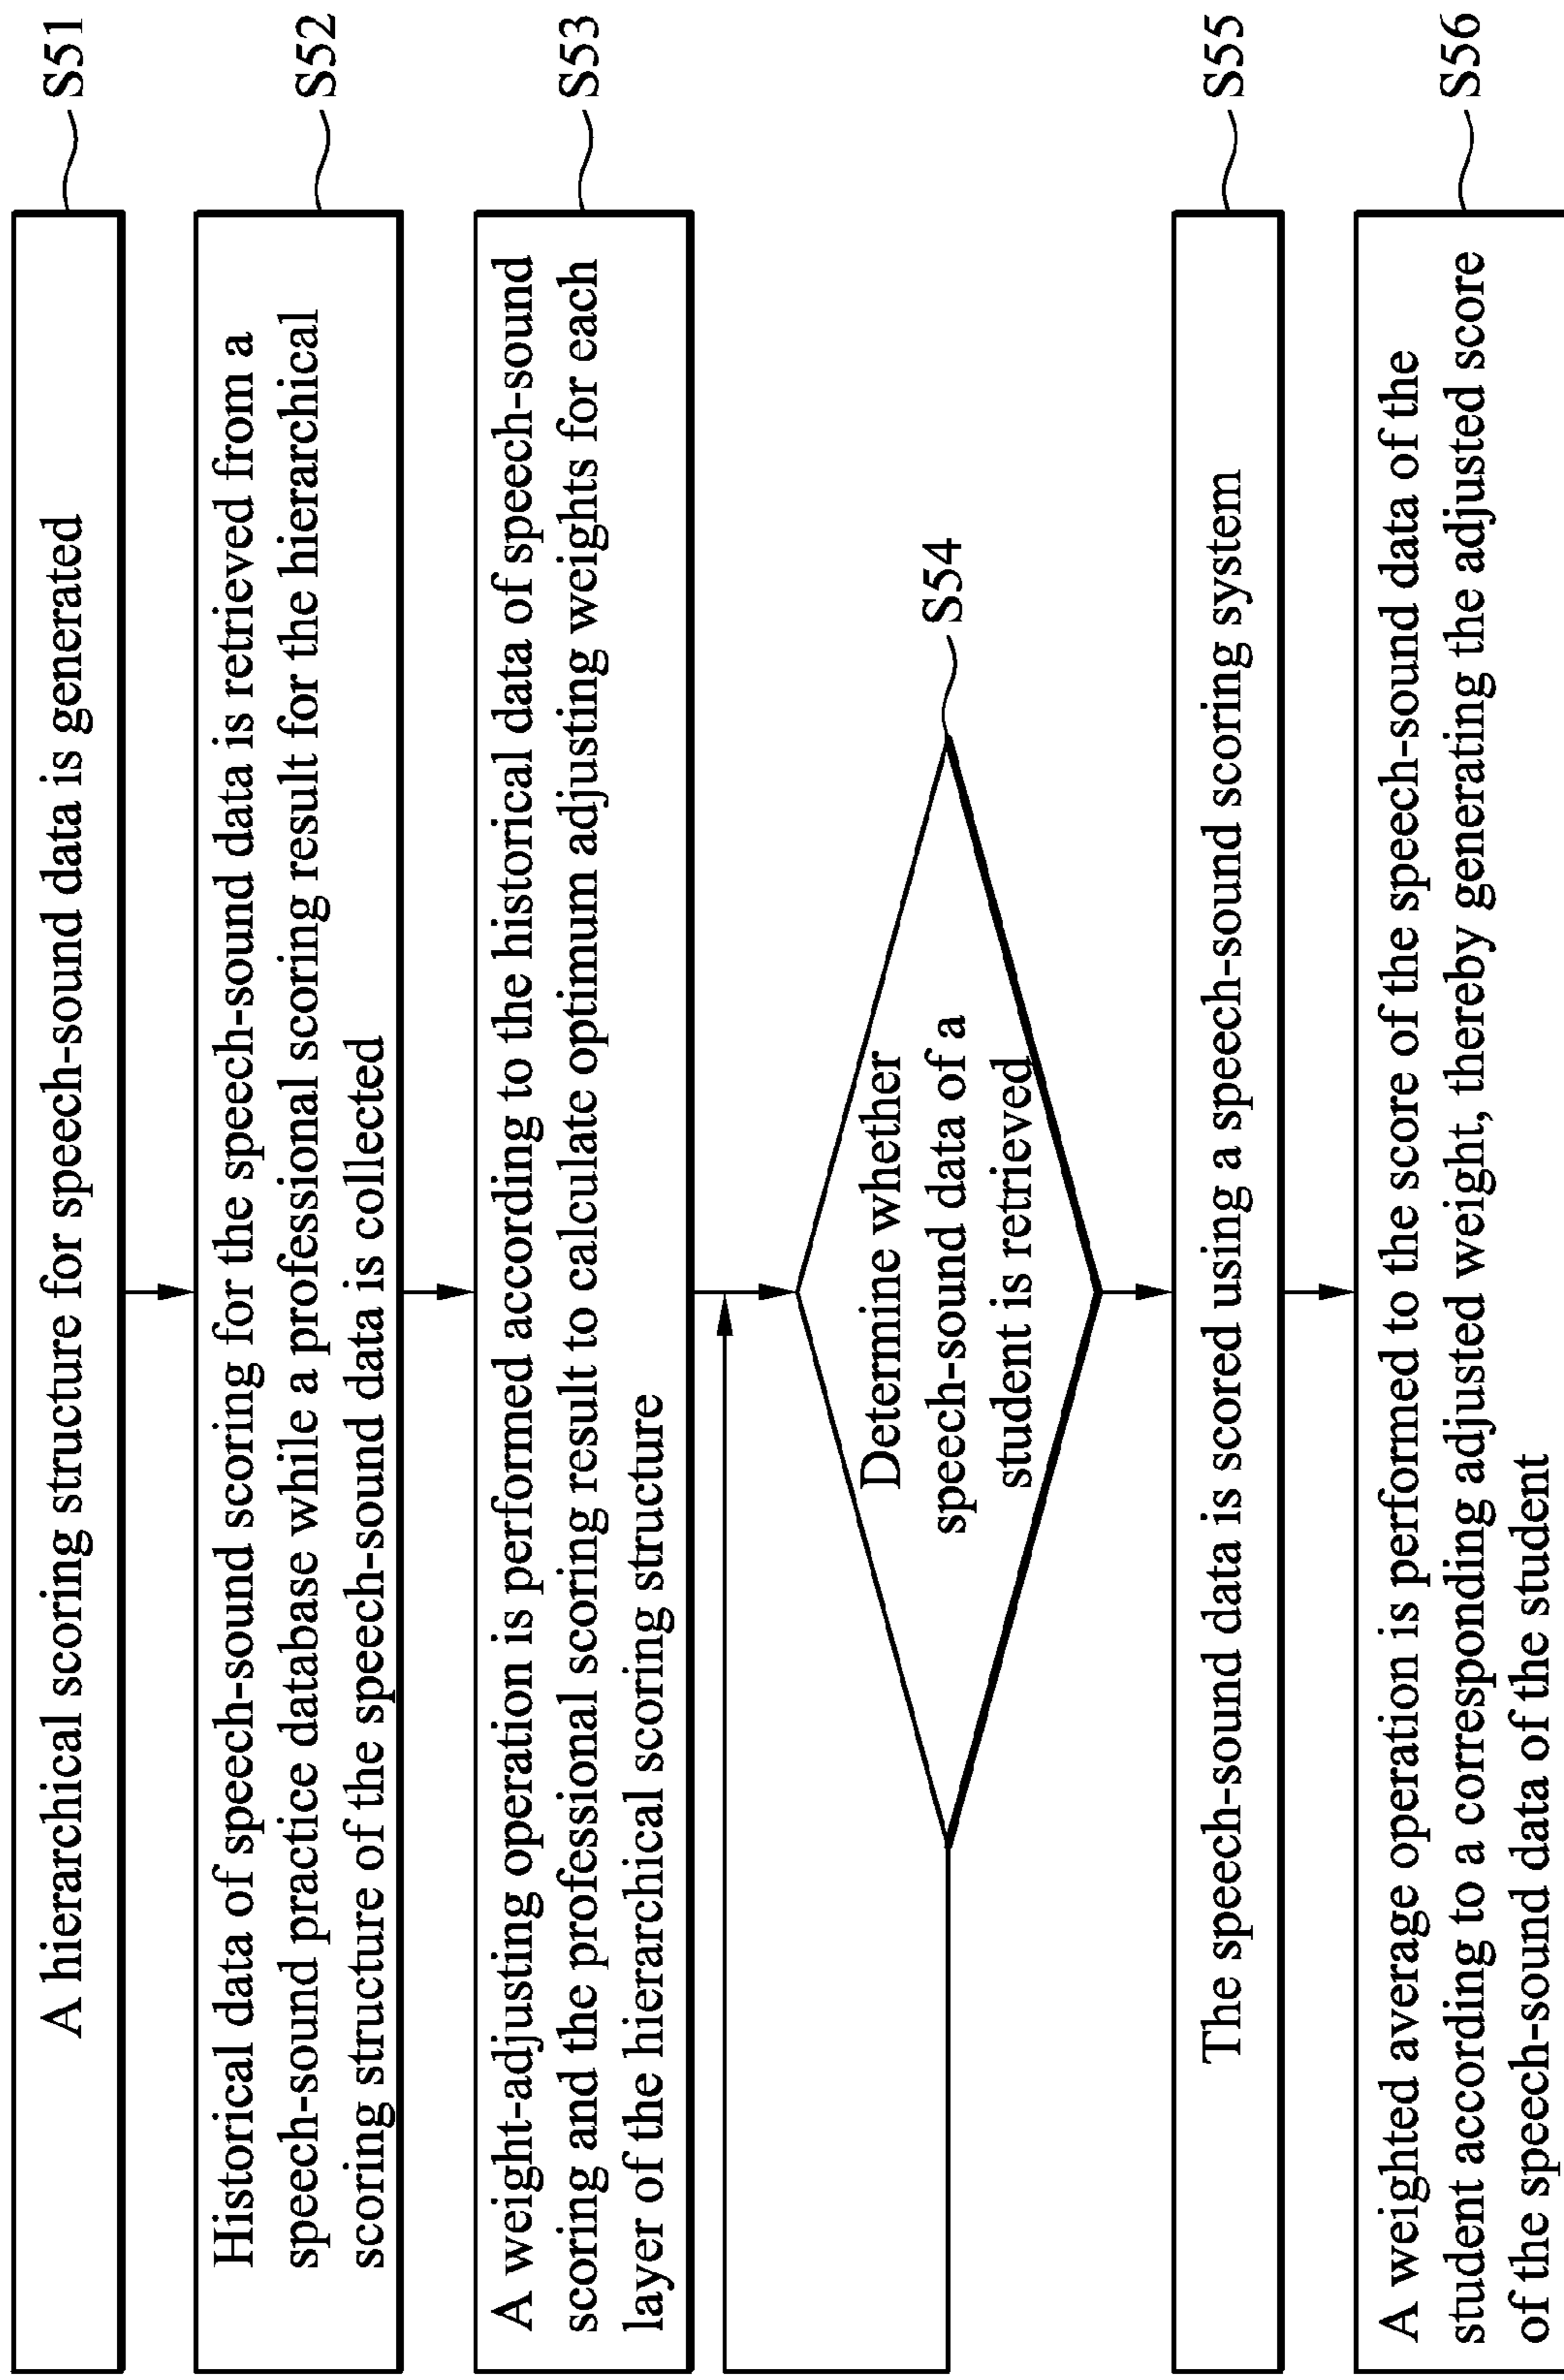 A hierarchical scoring structure for speech-sound data is generated
S51
Historical data of speech-sound scoring for the speech-sound data is retrieved from a
speech-sound practice database while a professional scoring result for the hierarchical
scoring structure of the speech-sound data is collected
S52
A weight-adjusting operation is performed according to the historical data of speech-sound
scoring and the professional scoring result to calculate optimum adjusting weights for each
layer of the hierarchical scoring structure
S53
Determine whether
speech-sound data of a
student is retrieved
S54
The speech-sound data is scored using a speech-sound scoring system
S55
A weighted average operation is performed to the score of the speech-sound data of the
student according to a corresponding adjusted weight, thereby generating the adjusted score
of the speech-sound data of the student
S56